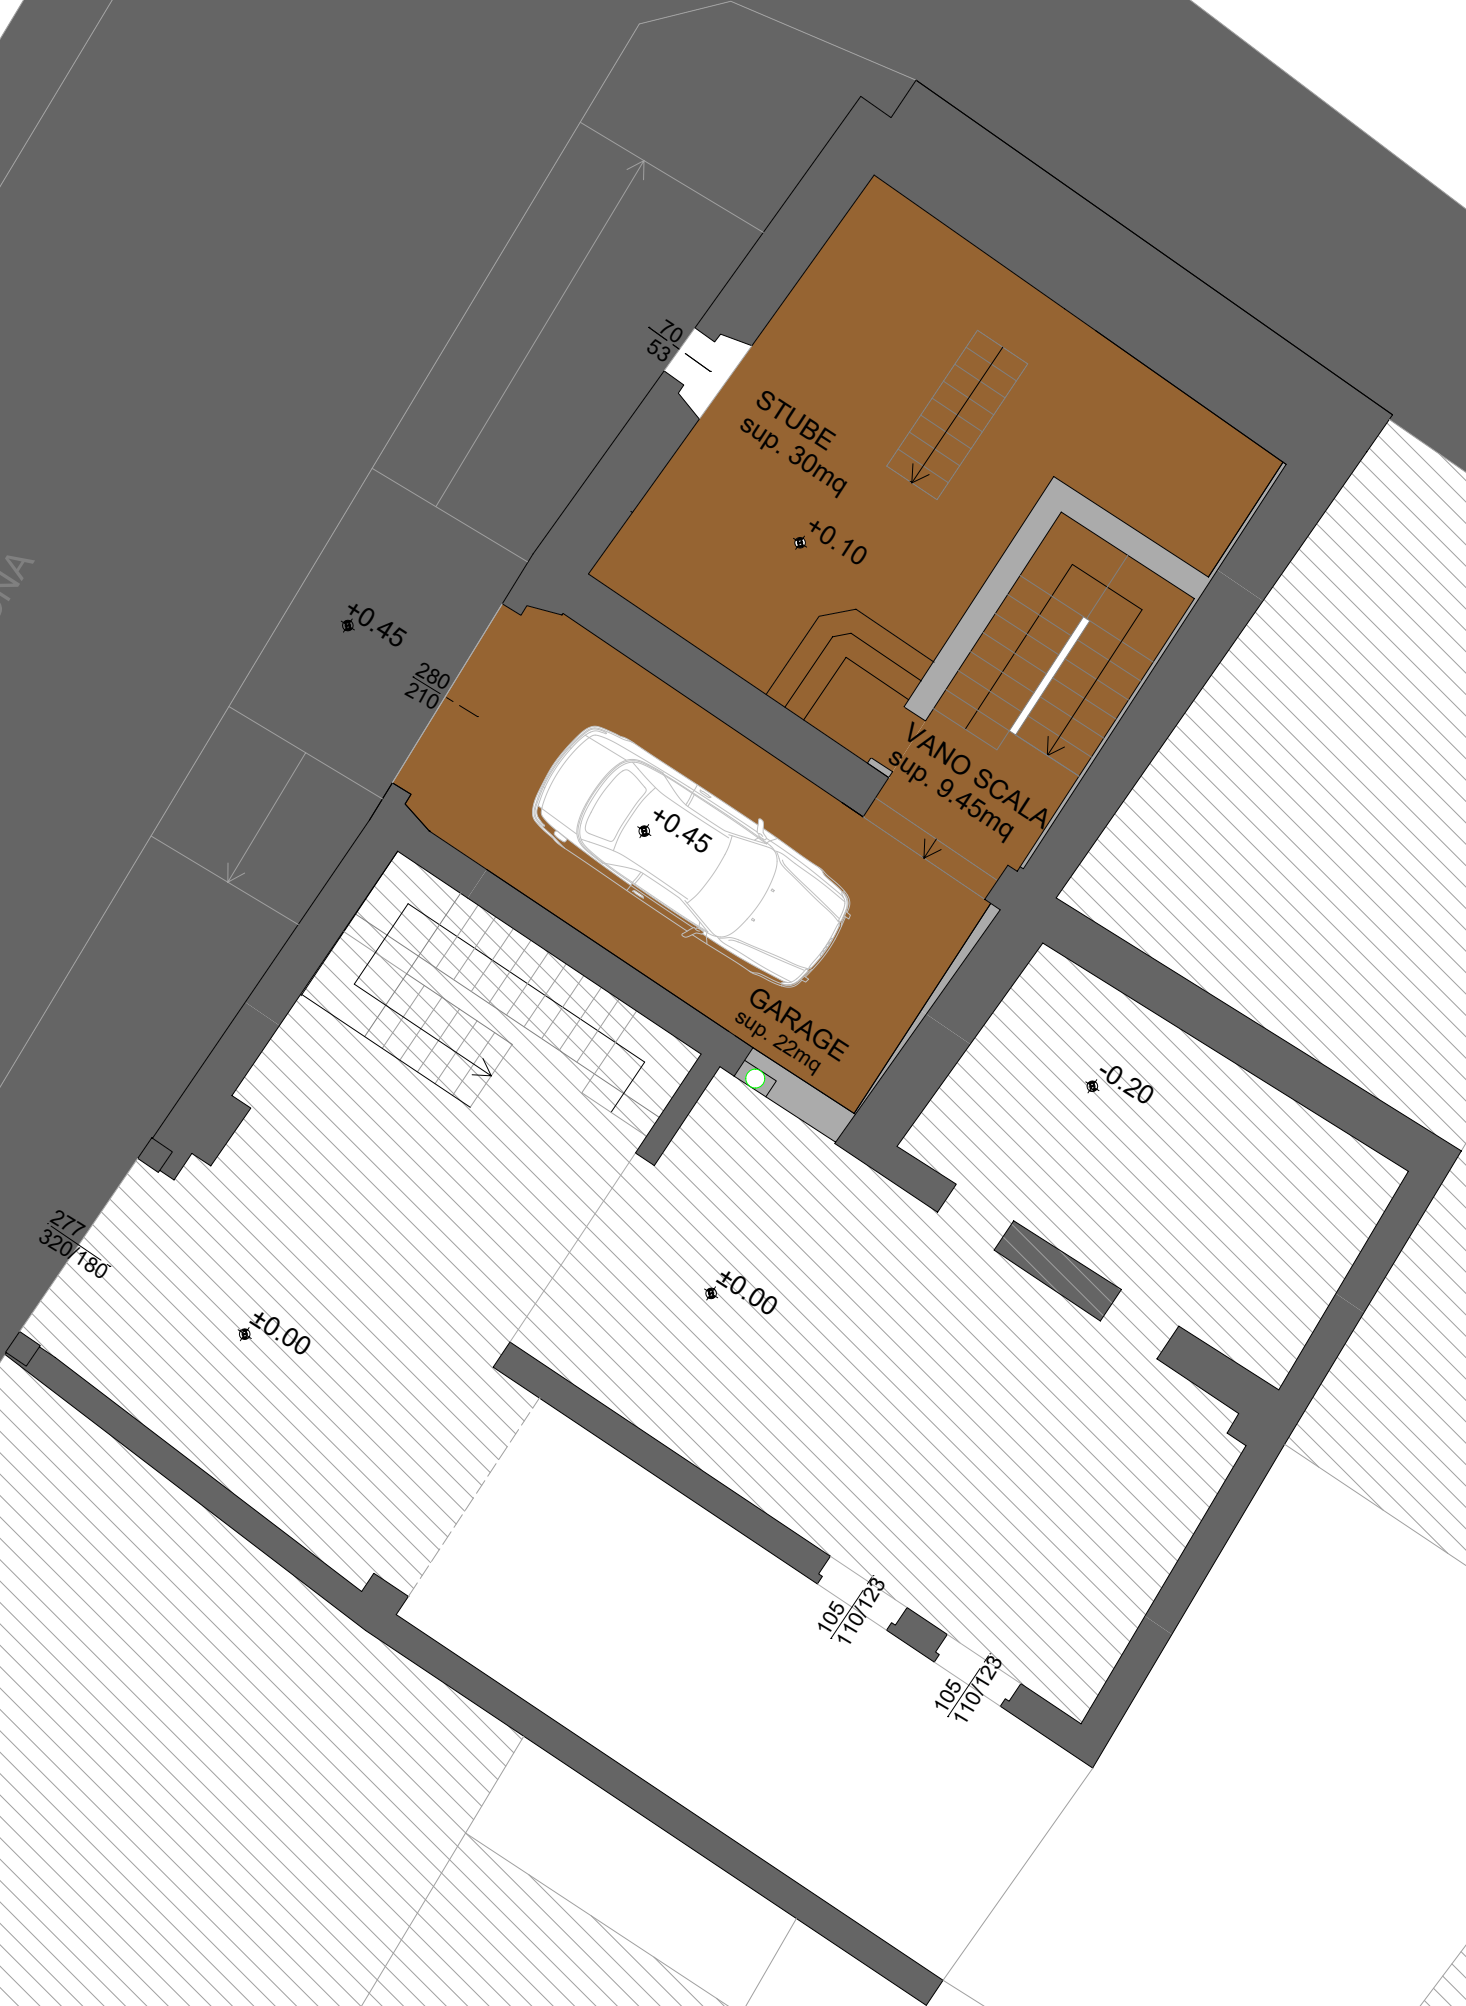 70
53
STUBE
sup. 30mq
+0.10
+0.45
280
210
VANO SCALA
sup. 9.45mq
+0.45
GARAGE
sup. 22mq
-0.20
277
320/180
±0.00
±0.00
105
110/123
105
110/123